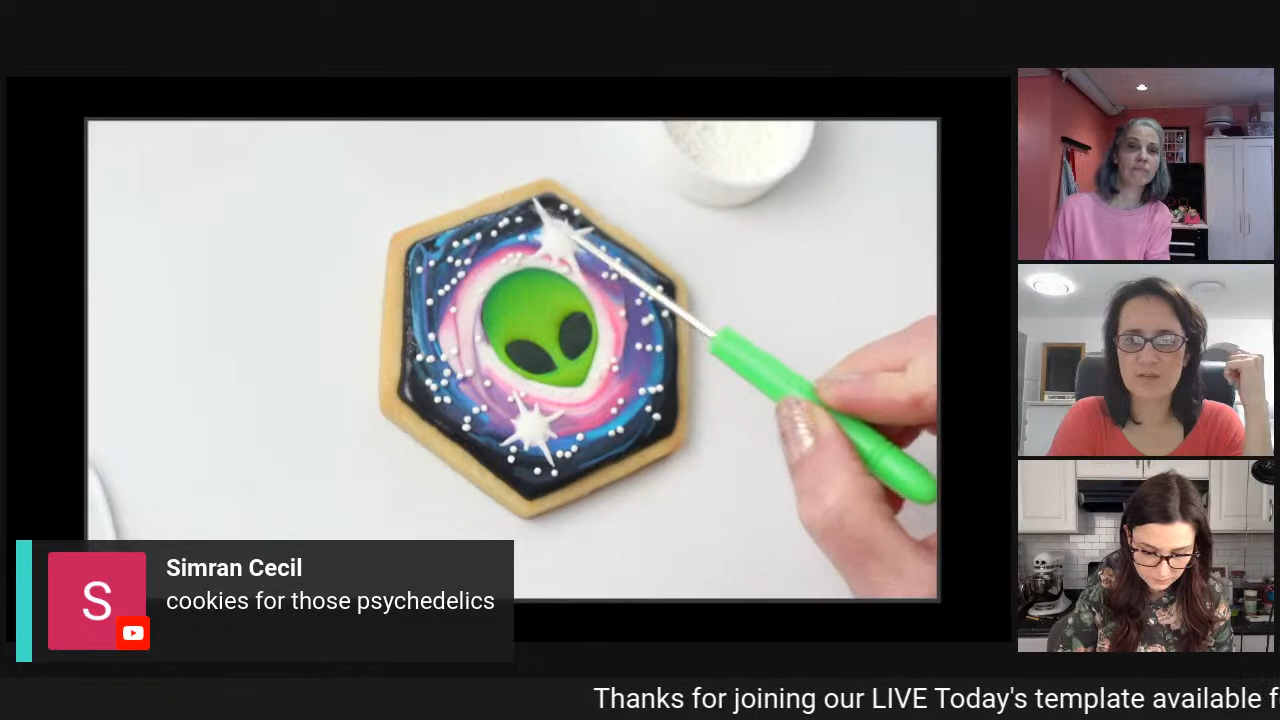 S
Simran Cecil
cookies for those psychedelics
Thanks for joining our LIVE Today's template available f